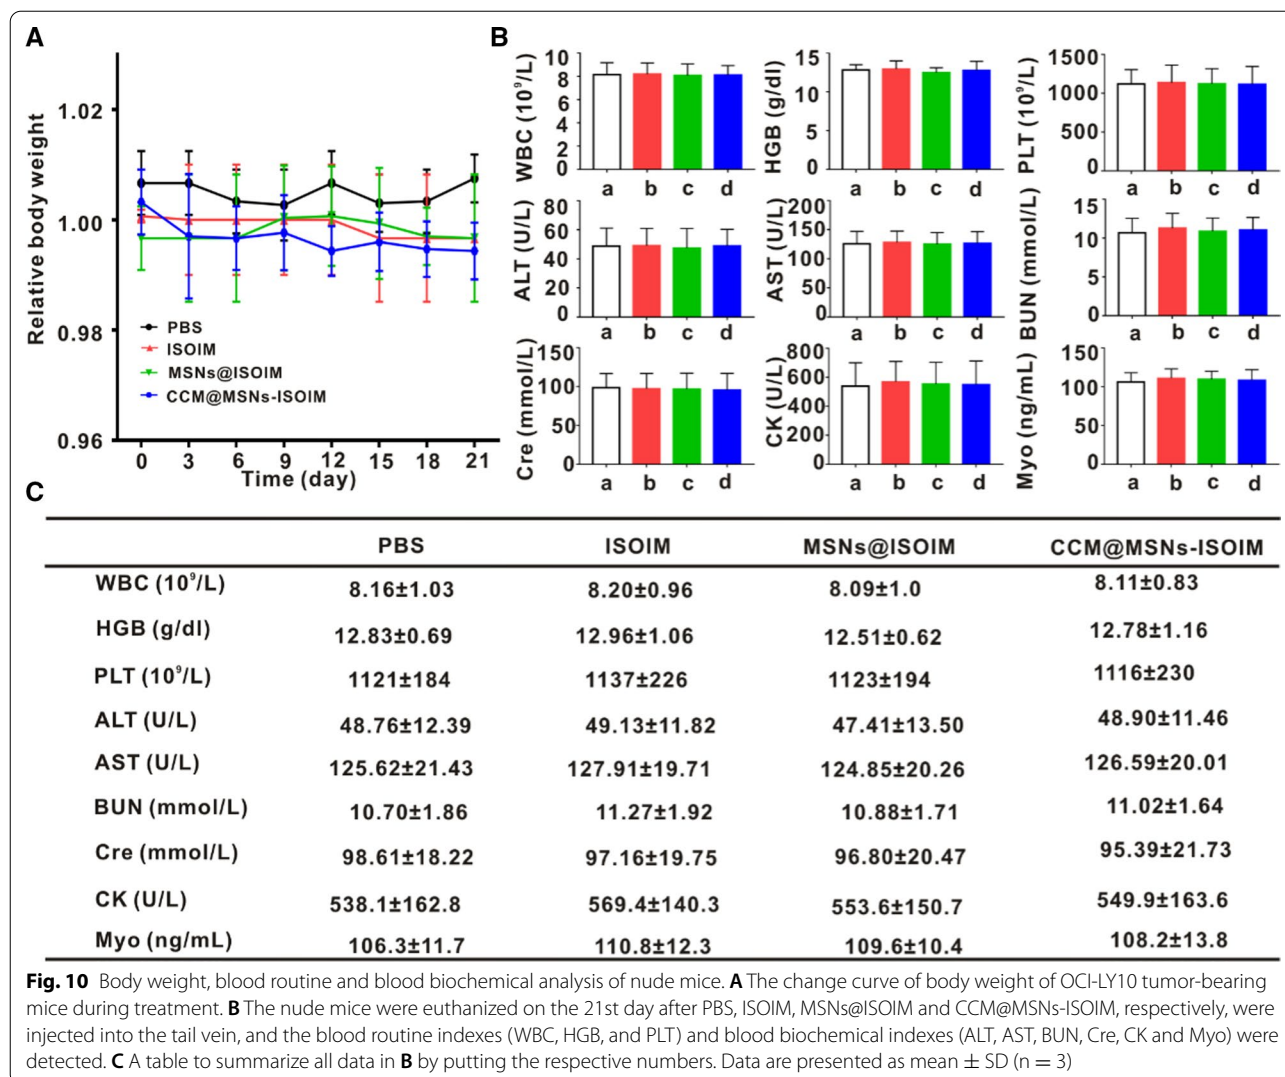 A
1.02
1.00
0.98
0.96
Relative body weight
PBS
ISOIM
MSNs@ISOIM
CCM@MSNs-ISOIM
0 3 6 9 12 15 18 21
Time (day)
B
WBC (10⁹/L)
10
8
6
4
2
0
a b c d
HGB (g/dl)
15
10
5
0
a b c d
PLT (10⁹/L)
1500
1000
500
0
a b c d
ALT (U/L)
80
60
40
20
0
a b c d
AST (U/L)
200
150
100
50
0
a b c d
BUN (mmol/L)
15
10
5
0
a b c d
Cre (mmol/L)
150
100
50
0
a b c d
CK (U/L)
800
600
400
200
0
a b c d
Myo (ng/mL)
150
100
50
0
a b c d
C
PBS ISOIM MSNs@ISOIM CCM@MSNs-ISOIM
WBC (10⁹/L) 8.16±1.03 8.20±0.96 8.09±1.0 8.11±0.83
HGB (g/dl) 12.83±0.69 12.96±1.06 12.51±0.62 12.78±1.16
PLT (10⁹/L) 1121±184 1137±226 1123±194 1116±230
ALT (U/L) 48.76±12.39 49.13±11.82 47.41±13.50 48.90±11.46
AST (U/L) 125.62±21.43 127.91±19.71 124.85±20.26 126.59±20.01
BUN (mmol/L) 10.70±1.86 11.27±1.92 10.88±1.71 11.02±1.64
Cre (mmol/L) 98.61±18.22 97.16±19.75 96.80±20.47 95.39±21.73
CK (U/L) 538.1±162.8 569.4±140.3 553.6±150.7 549.9±163.6
Myo (ng/mL) 106.3±11.7 110.8±12.3 109.6±10.4 108.2±13.8
Fig. 10 Body weight, blood routine and blood biochemical analysis of nude mice. A The change curve of body weight of OCI-LY10 tumor-bearing
mice during treatment. B The nude mice were euthanized on the 21st day after PBS, ISOIM, MSNs@ISOIM and CCM@MSNs-ISOIM, respectively, were
injected into the tail vein, and the blood routine indexes (WBC, HGB, and PLT) and blood biochemical indexes (ALT, AST, BUN, Cre, CK and Myo) were
detected. C A table to summarize all data in B by putting the respective numbers. Data are presented as mean ± SD (n = 3)